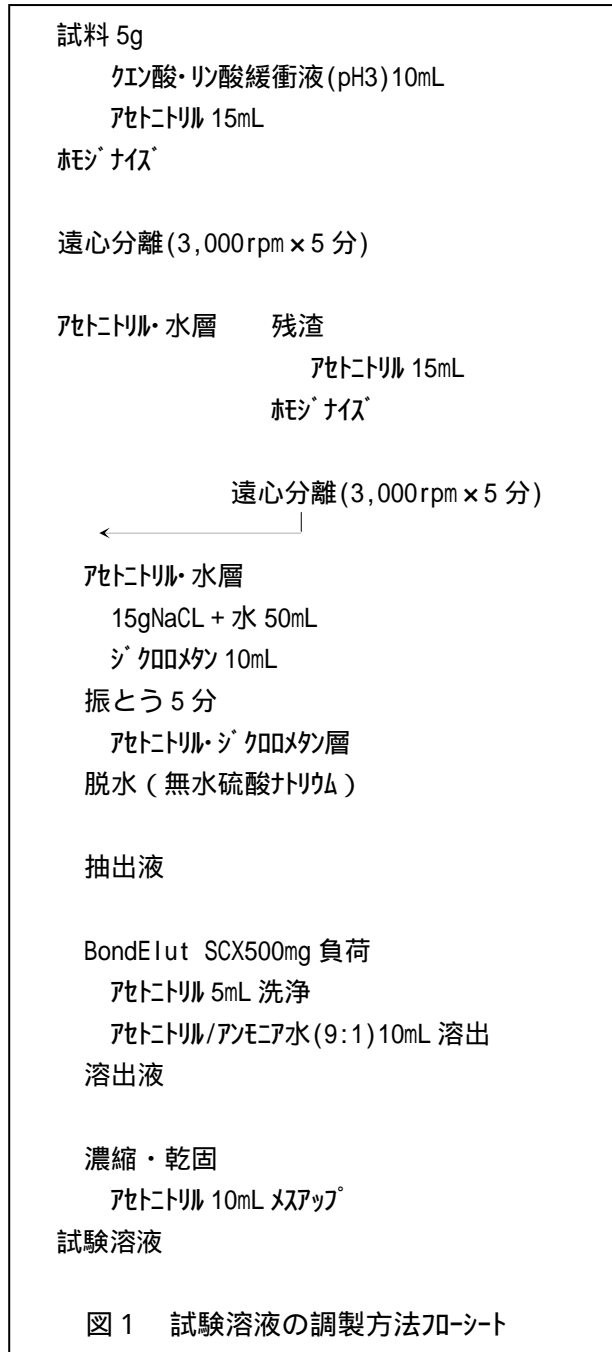 試料 5g
ｸｴﾝ酸･ﾘﾝ酸緩衝液(pH3)10mL
ｱｾﾄﾆﾄﾘﾙ 15mL
ﾎﾓｼﾞﾅｲｽﾞ
遠心分離(3,000rpm×5 分)
ｱｾﾄﾆﾄﾘﾙ･水層 残渣
ｱｾﾄﾆﾄﾘﾙ 15mL
ﾎﾓｼﾞﾅｲｽﾞ
遠心分離(3,000rpm×5 分)
ｱｾﾄﾆﾄﾘﾙ･水層
15gNaCL + 水 50mL
ｼﾞｸﾛﾛﾒﾀﾝ 10mL
振とう 5 分
ｱｾﾄﾆﾄﾘﾙ･ｼﾞｸﾛﾛﾒﾀﾝ層
脱水（無水硫酸ﾅﾄﾘｳﾑ）
抽出液
BondElut SCX500mg 負荷
ｱｾﾄﾆﾄﾘﾙ 5mL 洗浄
ｱｾﾄﾆﾄﾘﾙ/ｱﾝﾓﾆｱ水(9:1)10mL 溶出
溶出液
濃縮・乾固
ｱｾﾄﾆﾄﾘﾙ 10mL ﾒｽｱｯﾌﾟ
試験溶液
図 1 試験溶液の調製方法ﾌﾛｰｼｰﾄ